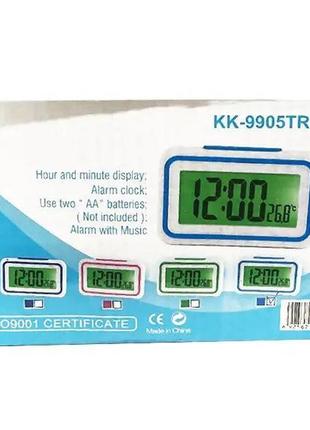 KK-9905TR
Hour and minute display;
Alarm clock;
Use two "AA" batteries;
( Not included );
Alarm with Music
12:00 26.8°C
12:00
12:00
12:00
12:00
O9001 CERTIFICATE
CE
Made in China